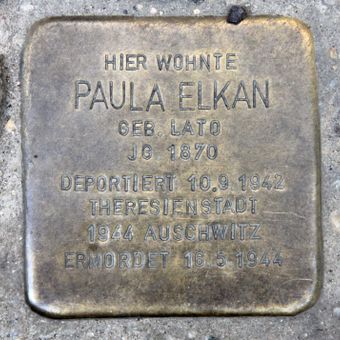 HIER WOHNTE
PAULA ELKAN
GEB. LATO
JG 1870
DEPORTIERT 10.9.1942
THERESIENSTADT
1944 AUSCHWITZ
ERMORDET 16.5.1944